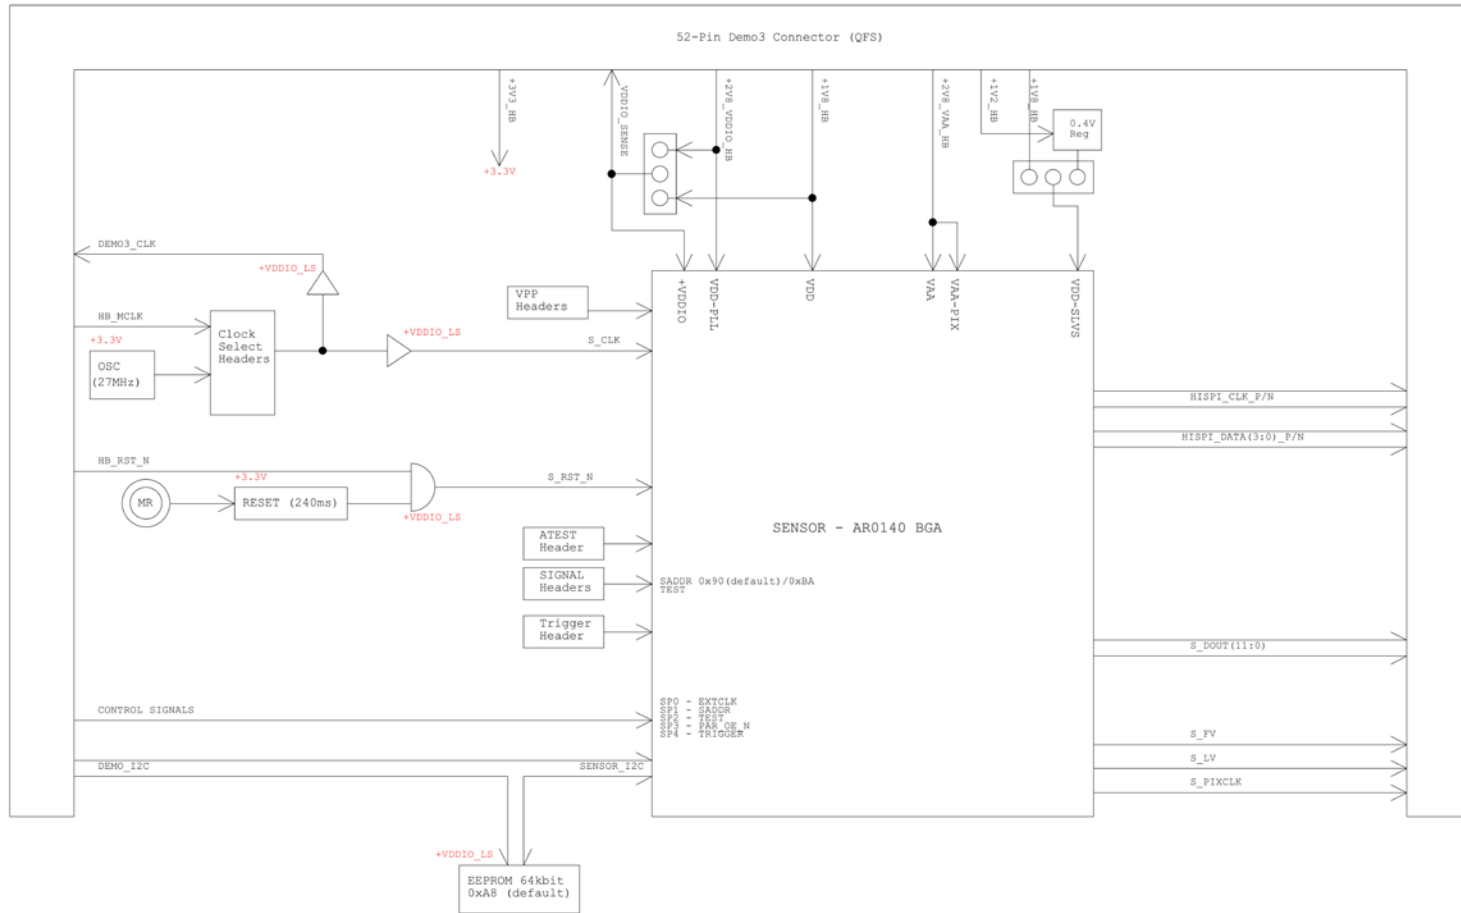 52-Pin Demo3 Connector (QFS)
+3V3_HB
VDDIO_SENSE
+2V8_VDDIO_HB
+1V8_HB
+2V8_VAA_HB
+1V2_HB
+1V8_HB
0.4V
Reg
+3.3V
DEMO3_CLK
+VDDIO_LS
VPP
Headers
+VDDIO
VDD-PLL
VDD
VAA
VAA-PIX
VDD-SLVS
HB_MCLK
+3.3V
OSC
(27MHz)
Clock
Select
Headers
+VDDIO_LS
S_CLK
HISPI_CLK_P/N
HISPI_DATA(3:0)_P/N
HB_RST_N
+3.3V
MR
RESET (240ms)
+VDDIO_LS
S_RST_N
SENSOR - AR0140 BGA
ATEST
Header
SIGNAL
Headers
SADDR 0x90(default)/0xBA
TEST
Trigger
Header
S_DOUT(11:0)
CONTROL SIGNALS
SP0 - EXTCLK
SP1 - SADDR
SP2 - TEST
SP3 - PAR_OE_N
SP4 - TRIGGER
S_FV
S_LV
S_PIXCLK
DEMO_I2C
SENSOR_I2C
+VDDIO_LS
EEPROM 64kbit
0xA8 (default)